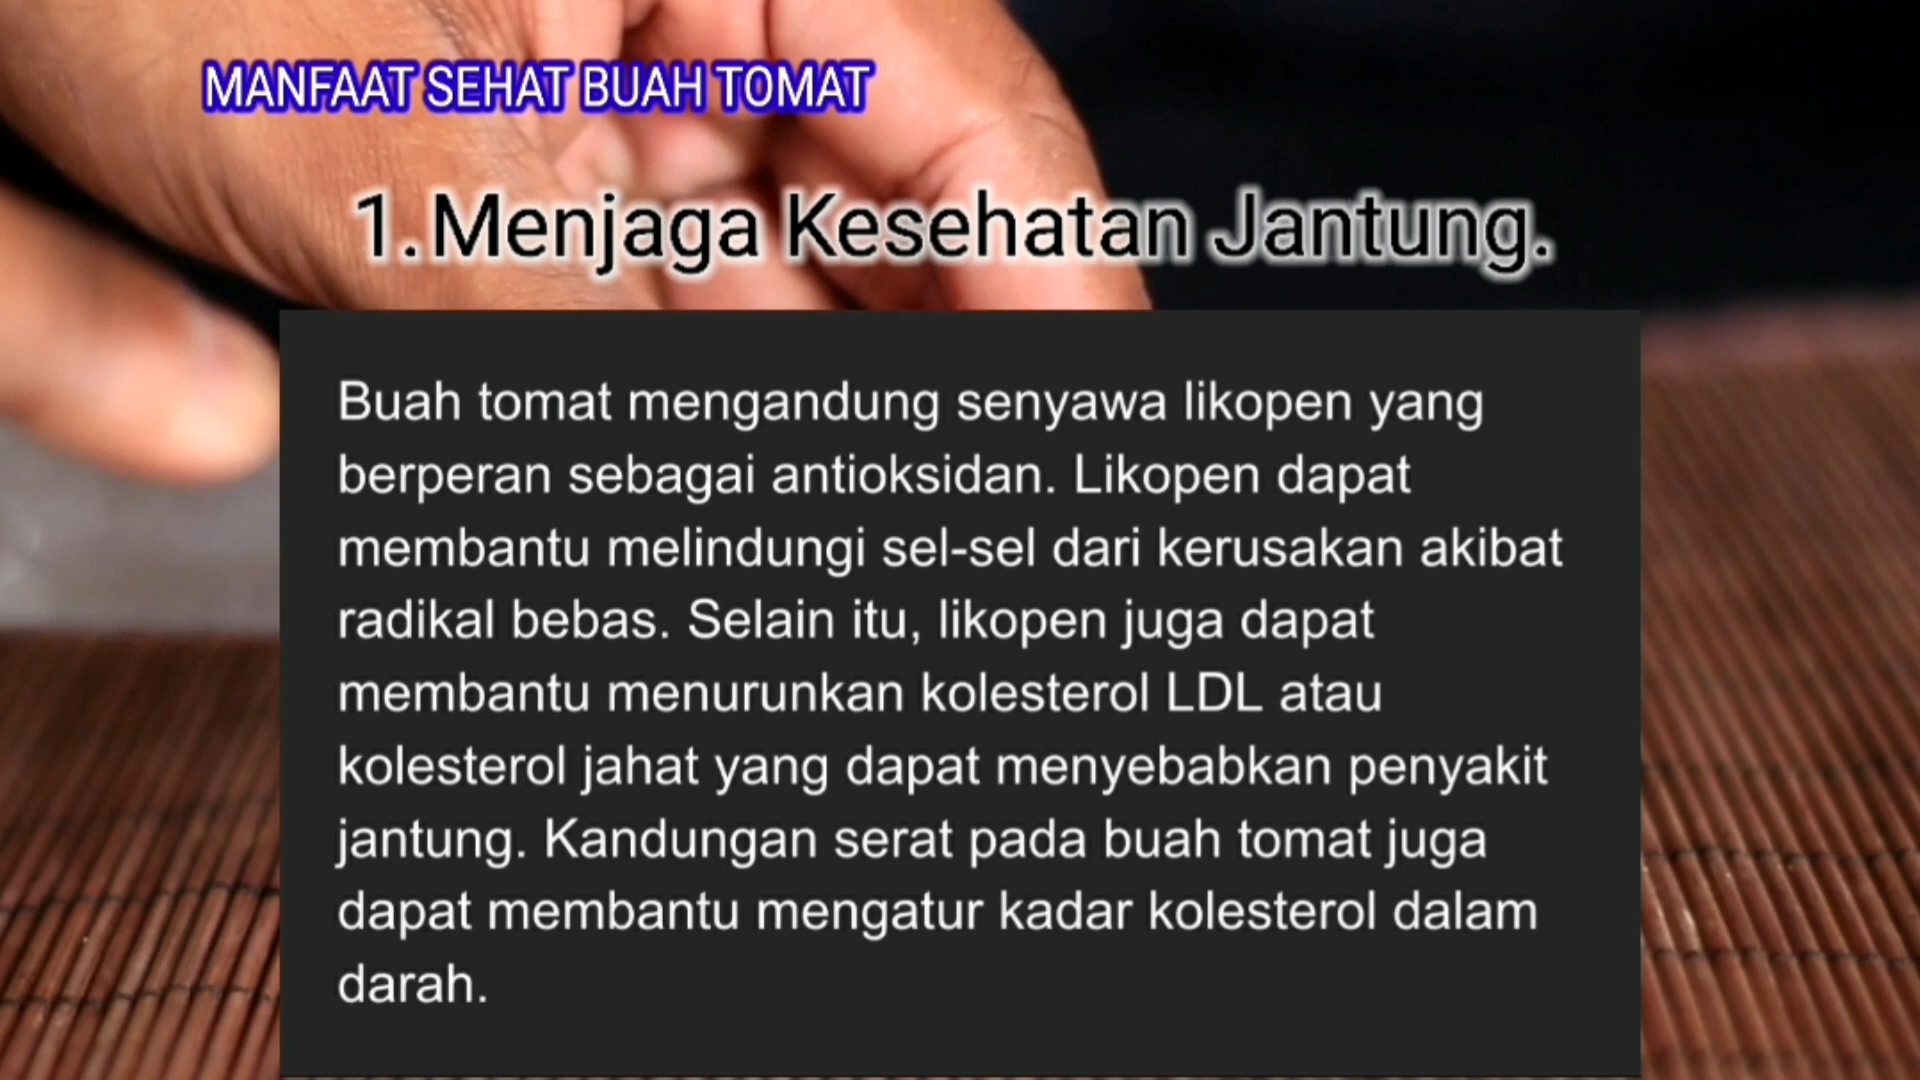 MANFAAT SEHAT BUAH TOMAT
1.Menjaga Kesehatan Jantung.
Buah tomat mengandung senyawa likopen yang
berperan sebagai antioksidan. Likopen dapat
membantu melindungi sel-sel dari kerusakan akibat
radikal bebas. Selain itu, likopen juga dapat
membantu menurunkan kolesterol LDL atau
kolesterol jahat yang dapat menyebabkan penyakit
jantung. Kandungan serat pada buah tomat juga
dapat membantu mengatur kadar kolesterol dalam
darah.